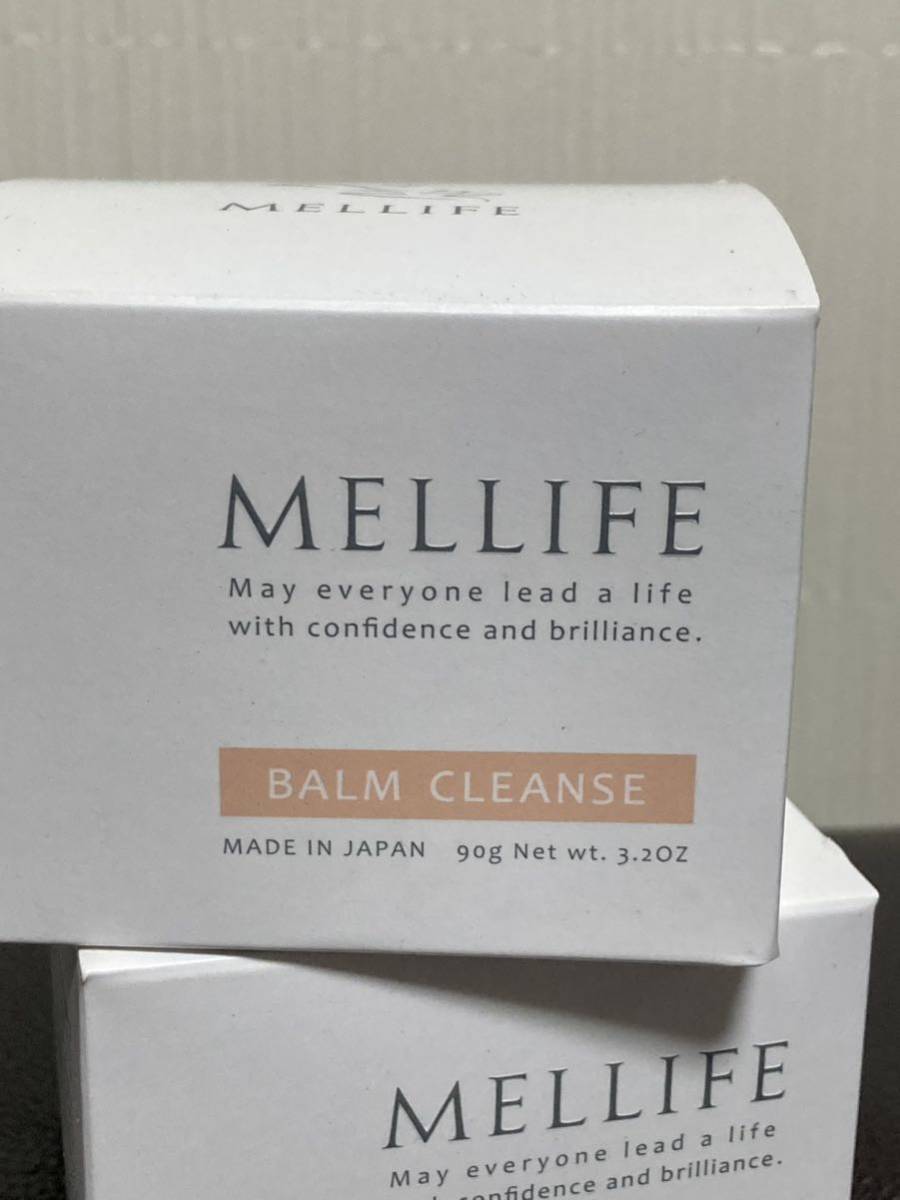 MELLIFE
MELLIFE
May everyone lead a life
with confidence and brilliance.
BALM CLEANSE
MADE IN JAPAN 90g Net wt. 3.2OZ
MELLIFE
May everyone lead a life
confidence and brilliance.